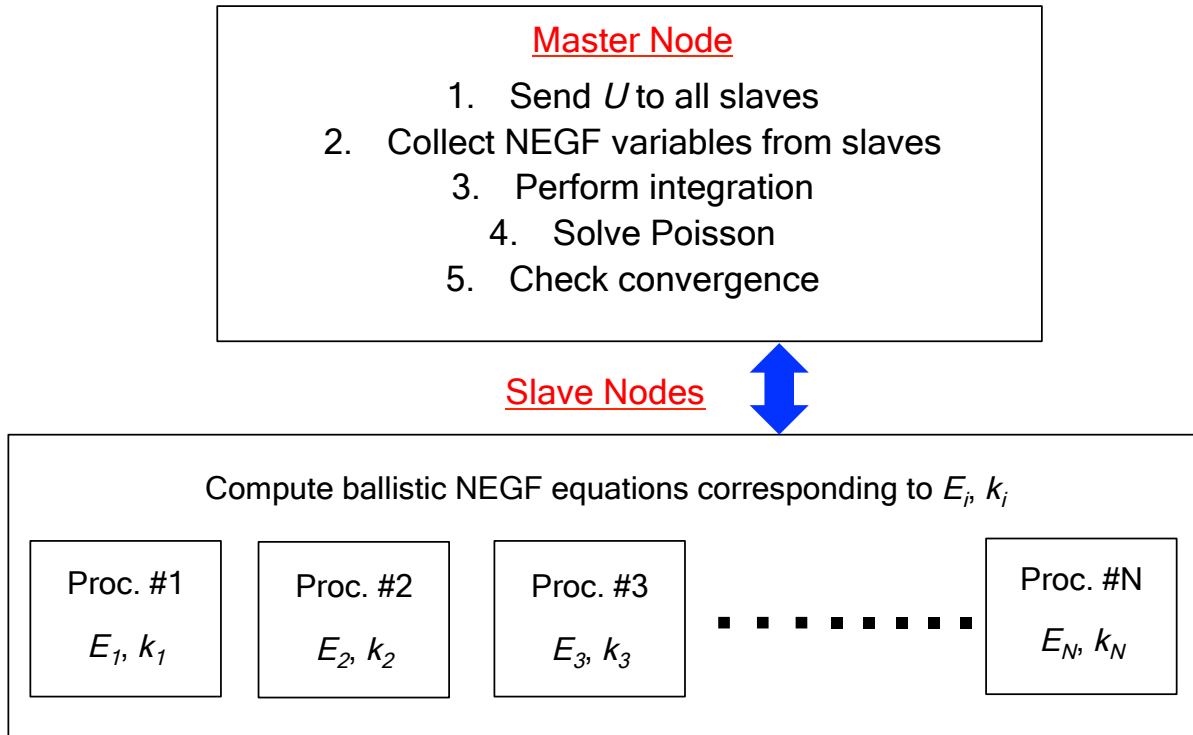 Master Node
1. Send U to all slaves
2. Collect NEGF variables from slaves
3. Perform integration
4. Solve Poisson
5. Check convergence
Slave Nodes
Compute ballistic NEGF equations corresponding to Ei, ki
Proc. #1
E1, k1
Proc. #2
E2, k2
Proc. #3
E3, k3
Proc. #N
EN, kN